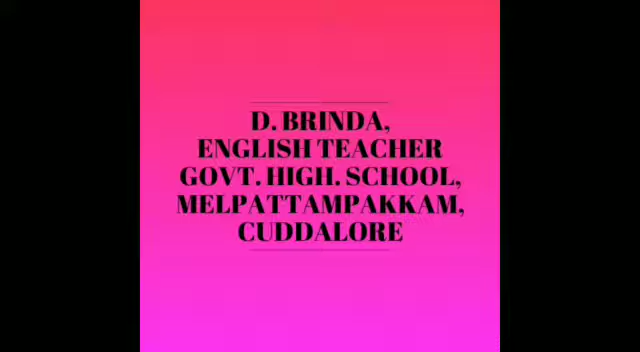 D. BRINDA,
ENGLISH TEACHER
GOVT. HIGH. SCHOOL,
MELPATTAMPAKKAM,
CUDDALORE